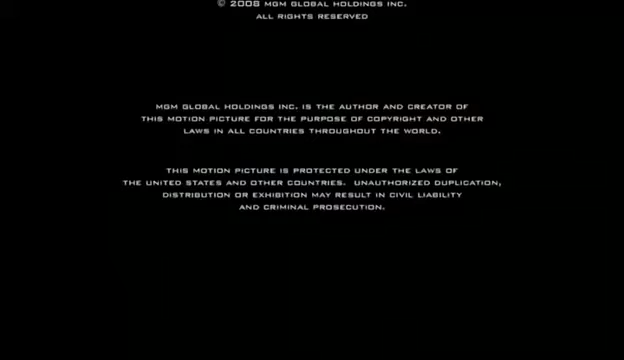 © 2008 MGM GLOBAL HOLDINGS INC.
ALL RIGHTS RESERVED
MGM GLOBAL HOLDINGS INC. IS THE AUTHOR AND CREATOR OF
THIS MOTION PICTURE FOR THE PURPOSE OF COPYRIGHT AND OTHER
LAWS IN ALL COUNTRIES THROUGHOUT THE WORLD.
THIS MOTION PICTURE IS PROTECTED UNDER THE LAWS OF
THE UNITED STATES AND OTHER COUNTRIES. UNAUTHORIZED DUPLICATION,
DISTRIBUTION OR EXHIBITION MAY RESULT IN CIVIL LIABILITY
AND CRIMINAL PROSECUTION.